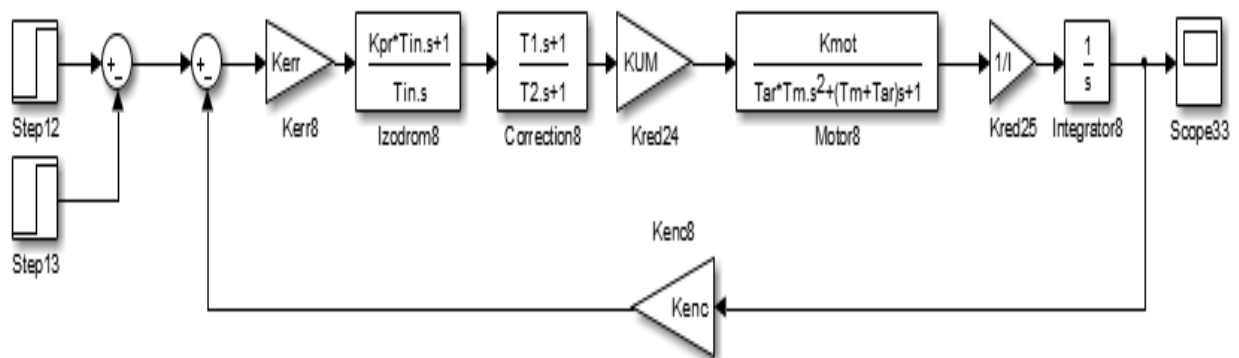 Step12
+
−
+
−
Kerr
Kerr8
Kpr*Tin.s+1
Tin.s
Izodrom8
T1.s+1
T2.s+1
Correction8
KUM
Kred24
Kmot
Tar*Tm.s²+(Tm+Tar)s+1
Motor8
1/I
Kred25
1
s
Integrator8
Scope33
Step13
Kenc8
Kenc